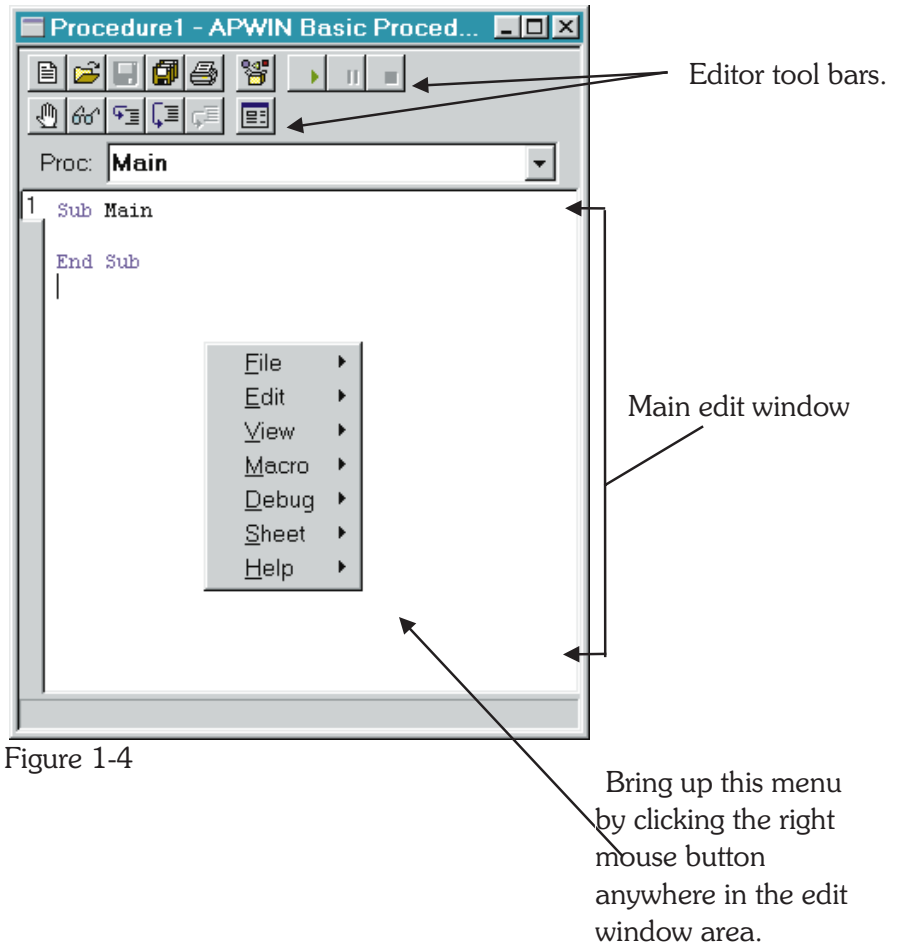 Procedure1 - APWIN Basic Proced...
Editor tool bars.
Proc: Main
1
Sub Main
End Sub
File
Edit
View
Macro
Debug
Sheet
Help
Main edit window
Figure 1-4
Bring up this menu
by clicking the right
mouse button
anywhere in the edit
window area.